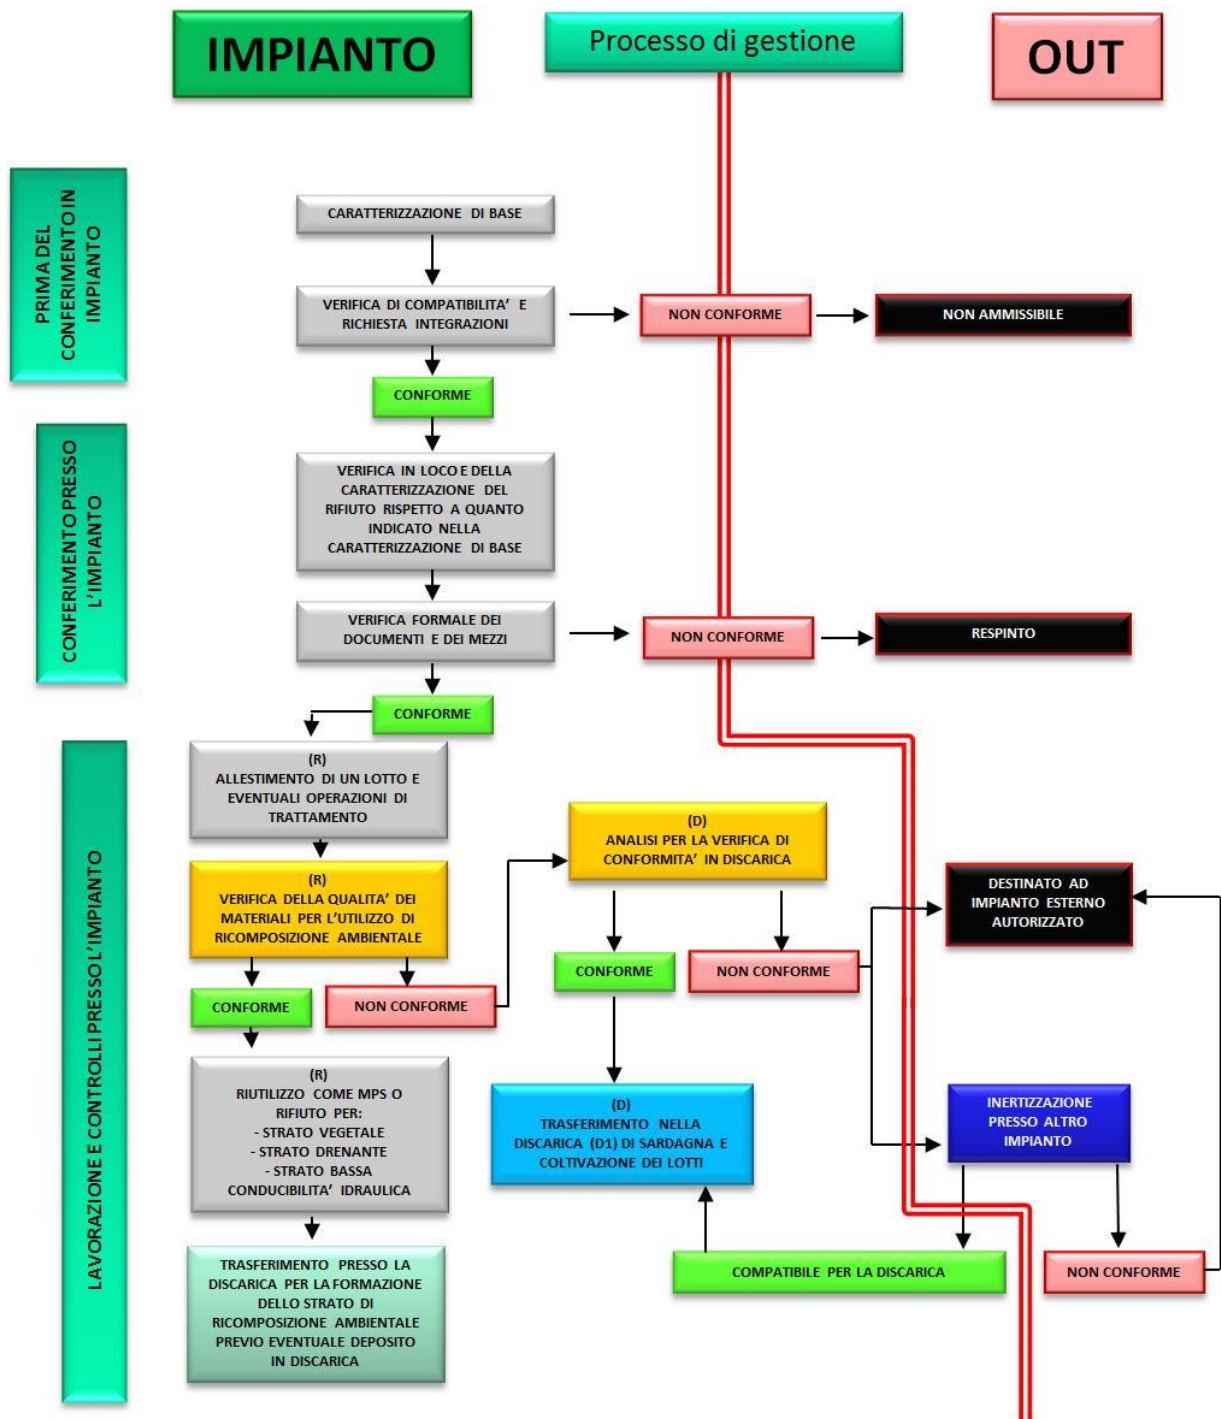 IMPIANTO
Processo di gestione
OUT
PRIMA DEL
CONFERIMENTO IN
IMPIANTO
CARATTERIZZAZIONE DI BASE
VERIFICA DI COMPATIBILITA' E
RICHIESTA INTEGRAZIONI
NON CONFORME
NON AMMISSIBILE
CONFORME
CONFERIMENTO PRESSO
L'IMPIANTO
VERIFICA IN LOCO E DELLA
CARATTERIZZAZIONE DEL
RIFIUTO RISPETTO A QUANTO
INDICATO NELLA
CARATTERIZZAZIONE DI BASE
VERIFICA FORMALE DEI
DOCUMENTI E DEI MEZZI
NON CONFORME
RESPINTO
CONFORME
LAVORAZIONE E CONTROLLI PRESSO L'IMPIANTO
(R)
ALLESTIMENTO DI UN LOTTO E
EVENTUALI OPERAZIONI DI
TRATTAMENTO
(R)
VERIFICA DELLA QUALITA' DEI
MATERIALI PER L'UTILIZZO DI
RICOMPOSIZIONE AMBIENTALE
(D)
ANALISI PER LA VERIFICA DI
CONFORMITA' IN DISCARICA
DESTINATO AD
IMPIANTO ESTERNO
AUTORIZZATO
CONFORME
NON CONFORME
CONFORME
NON CONFORME
(R)
RIUTILIZZO COME MPS O
RIFIUTO PER:
- STRATO VEGETALE
- STRATO DRENANTE
- STRATO BASSA
CONDUCIBILITA' IDRAULICA
(D)
TRASFERIMENTO NELLA
DISCARICA (D1) DI SARDAGNA E
COLTIVAZIONE DEI LOTTI
INERTIZZAZIONE
PRESSO ALTRO
IMPIANTO
TRASFERIMENTO PRESSO LA
DISCARICA PER LA FORMAZIONE
DELLO STRATO DI
RICOMPOSIZIONE AMBIENTALE
PREVIO EVENTUALE DEPOSITO
IN DISCARICA
COMPATIBILE PER LA DISCARICA
NON CONFORME